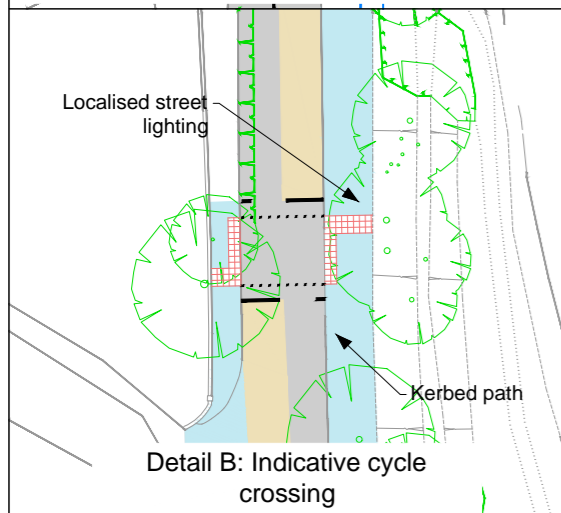 Localised street
lighting
Kerbed path
Detail B: Indicative cycle
crossing